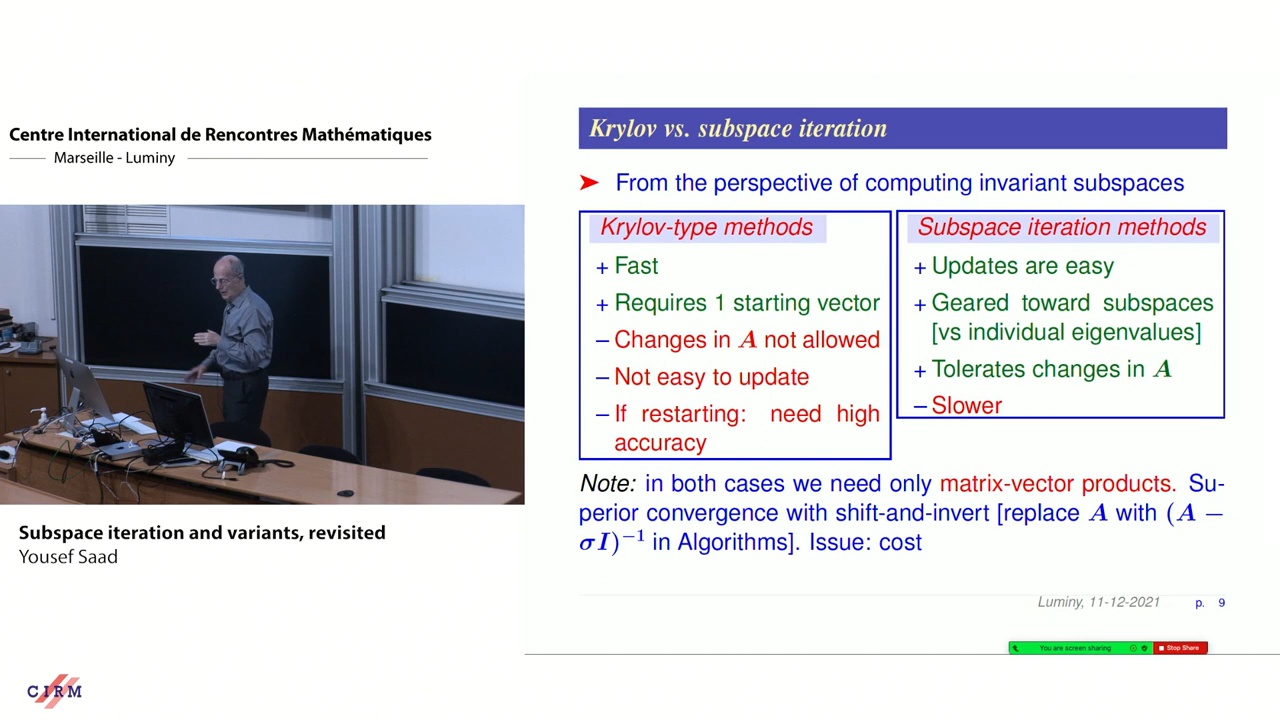 Centre International de Rencontres Mathématiques
Marseille - Luminy
Subspace iteration and variants, revisited
Yousef Saad
CIRM
Krylov vs. subspace iteration
➤ From the perspective of computing invariant subspaces
Krylov-type methods
+ Fast
+ Requires 1 starting vector
– Changes in A not allowed
– Not easy to update
– If restarting: need high
accuracy
Subspace iteration methods
+ Updates are easy
+ Geared toward subspaces
[vs individual eigenvalues]
+ Tolerates changes in A
– Slower
Note: in both cases we need only matrix-vector products. Su-
perior convergence with shift-and-invert [replace A with (A −
σI)⁻¹ in Algorithms]. Issue: cost
Luminy, 11-12-2021 p. 9
You are screen sharing Stop Share